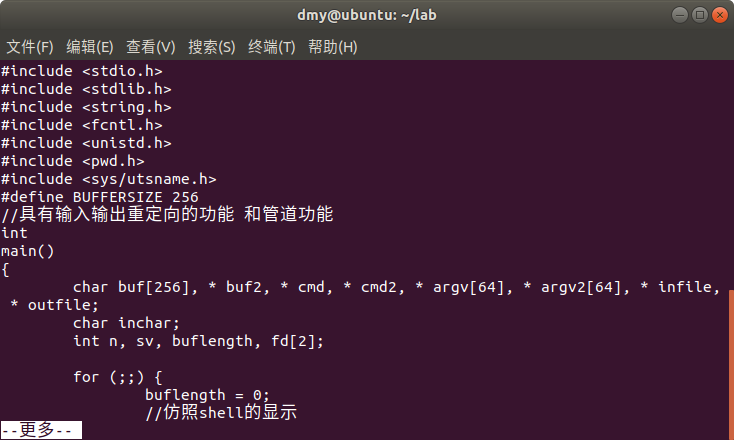 dmy@ubuntu: ~/lab
文件(F) 编辑(E) 查看(V) 搜索(S) 终端(T) 帮助(H)
#include <stdio.h>
#include <stdlib.h>
#include <string.h>
#include <fcntl.h>
#include <unistd.h>
#include <pwd.h>
#include <sys/utsname.h>
#define BUFFERSIZE 256
//具有输入输出重定向的功能 和管道功能
int
main()
{
        char buf[256], * buf2, * cmd, * cmd2, * argv[64], * argv2[64], * infile,
 * outfile;
        char inchar;
        int n, sv, buflength, fd[2];

        for (;;) {
                buflength = 0;
                //仿照shell的显示
--更多--